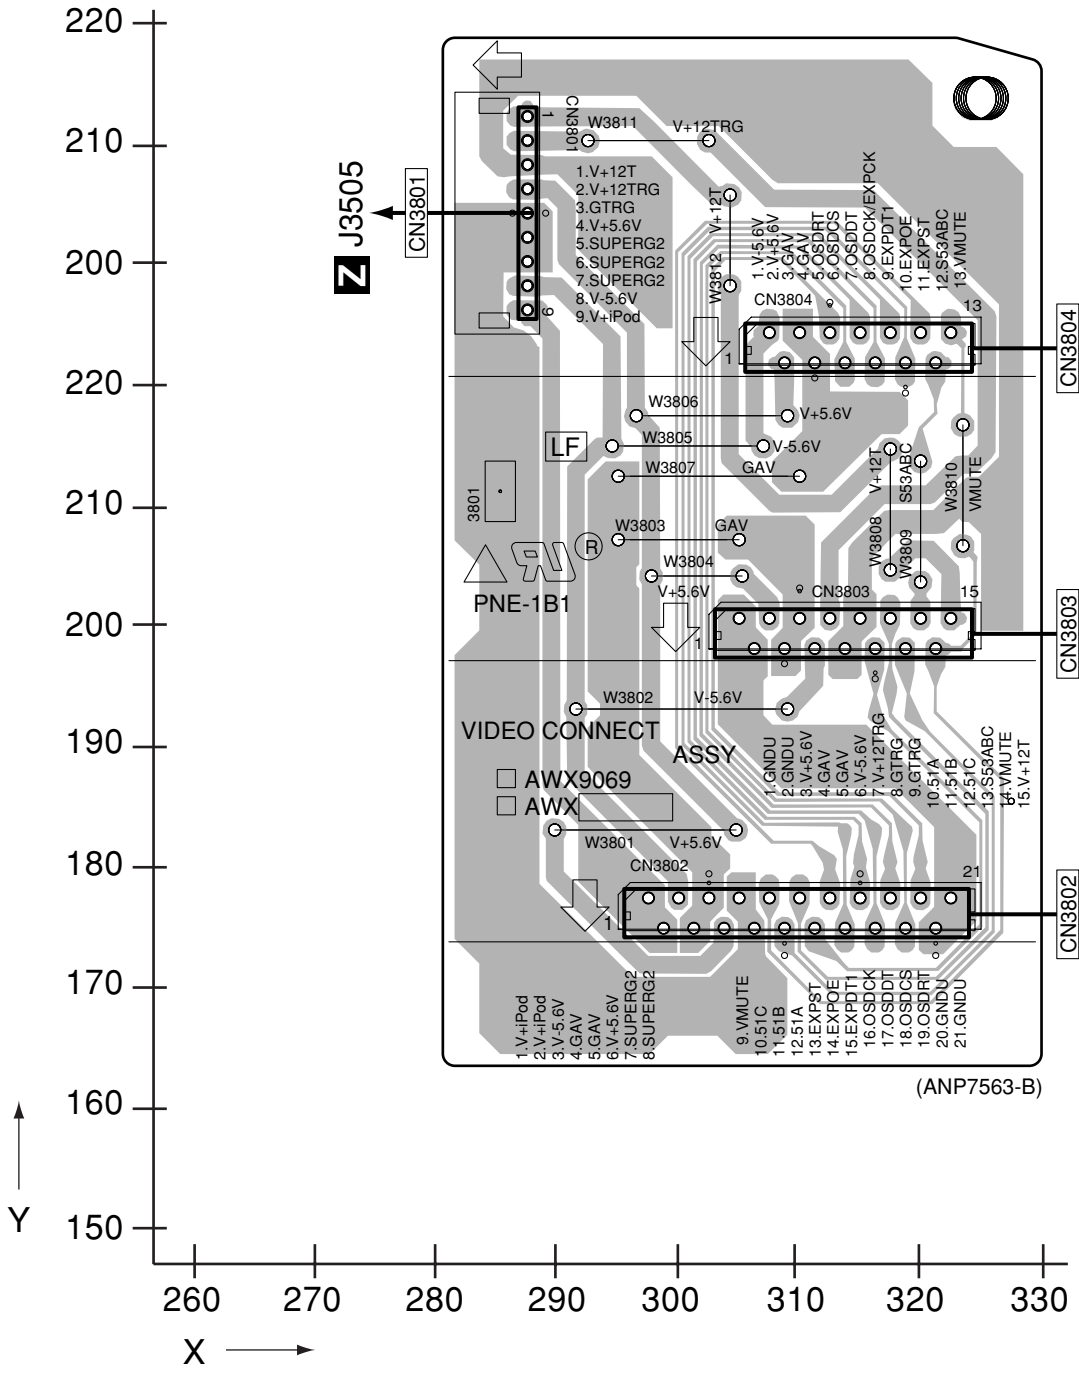 220
210
200
220
210
200
190
180
170
160
150
Y
260 270 280 290 300 310 320 330
X
Z J3505
CN3801
CN3801
1
9
W3811 V+12TRG
1.V+12T
2.V+12TRG
3.GTRG
4.V+5.6V
5.SUPERG2
6.SUPERG2
7.SUPERG2
8.V-5.6V
9.V+iPod
W3812 V+12T
1.V-5.6V
2.V+5.6V
3.GAV
4.GAV
5.OSDRT
6.OSDCS
7.OSDDT
8.OSDCK/EXPCK
9.EXPDT1
10.EXPOE
11.EXPST
12.S53ABC
13.VMUTE
CN3804
13
1
CN3804
W3806 V+5.6V
W3805 V-5.6V
W3807 GAV
LF
3801
W3803 GAV
W3804
V+5.6V
V+12T
W3808
S53ABC
W3809
W3810
VMUTE
R
PNE-1B1
CN3803
15
1
CN3803
W3802 V-5.6V
VIDEO CONNECT
ASSY
AWX9069
AWX
1.GNDU
2.GNDU
3.V+5.6V
4.GAV
5.GAV
6.V-5.6V
7.V+12TRG
8.GTRG
9.GTRG
10.51A
11.51B
12.51C
13.S53ABC
14.VMUTE
15.V+12T
W3801 V+5.6V
CN3802
21
1
CN3802
1.V+iPod
2.V+iPod
3.V-5.6V
4.GAV
5.GAV
6.V+5.6V
7.SUPERG2
8.SUPERG2
9.VMUTE
10.51C
11.51B
12.51A
13.EXPST
14.EXPOE
15.EXPDT1
16.OSDCK
17.OSDDT
18.OSDCS
19.OSDRT
20.GNDU
21.GNDU
(ANP7563-B)